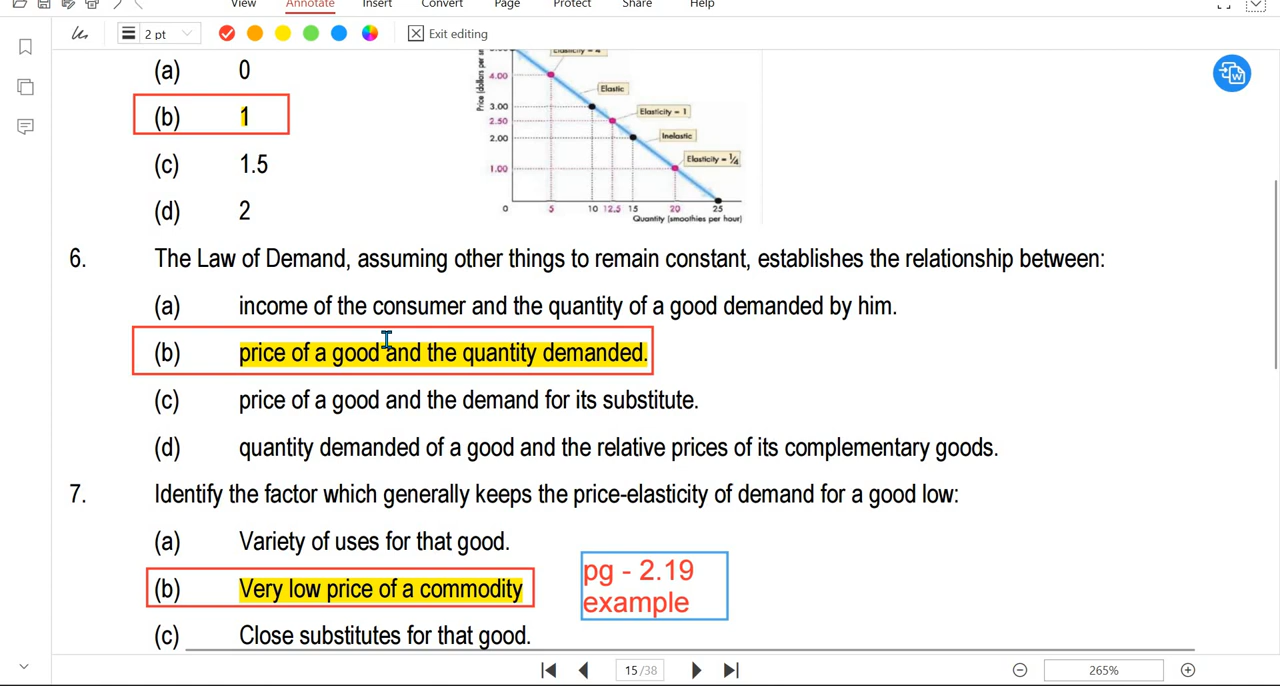 View Annotate Insert Convert Page Protect Share Help
2 pt Exit editing
(a) 0
(b) 1
(c) 1.5
(d) 2
Price (dollars per
4.00
3.00
2.50
2.00
1.00
Elasticity = 4
Elastic
Elasticity = 1
Inelastic
Elasticity = ¼
0 5 10 12.5 15 20 25
Quantity (smoothies per hour)
6. The Law of Demand, assuming other things to remain constant, establishes the relationship between:
(a) income of the consumer and the quantity of a good demanded by him.
(b) price of a good and the quantity demanded.
(c) price of a good and the demand for its substitute.
(d) quantity demanded of a good and the relative prices of its complementary goods.
7. Identify the factor which generally keeps the price-elasticity of demand for a good low:
(a) Variety of uses for that good.
(b) Very low price of a commodity
pg - 2.19
example
(c) Close substitutes for that good.
15/38 265%